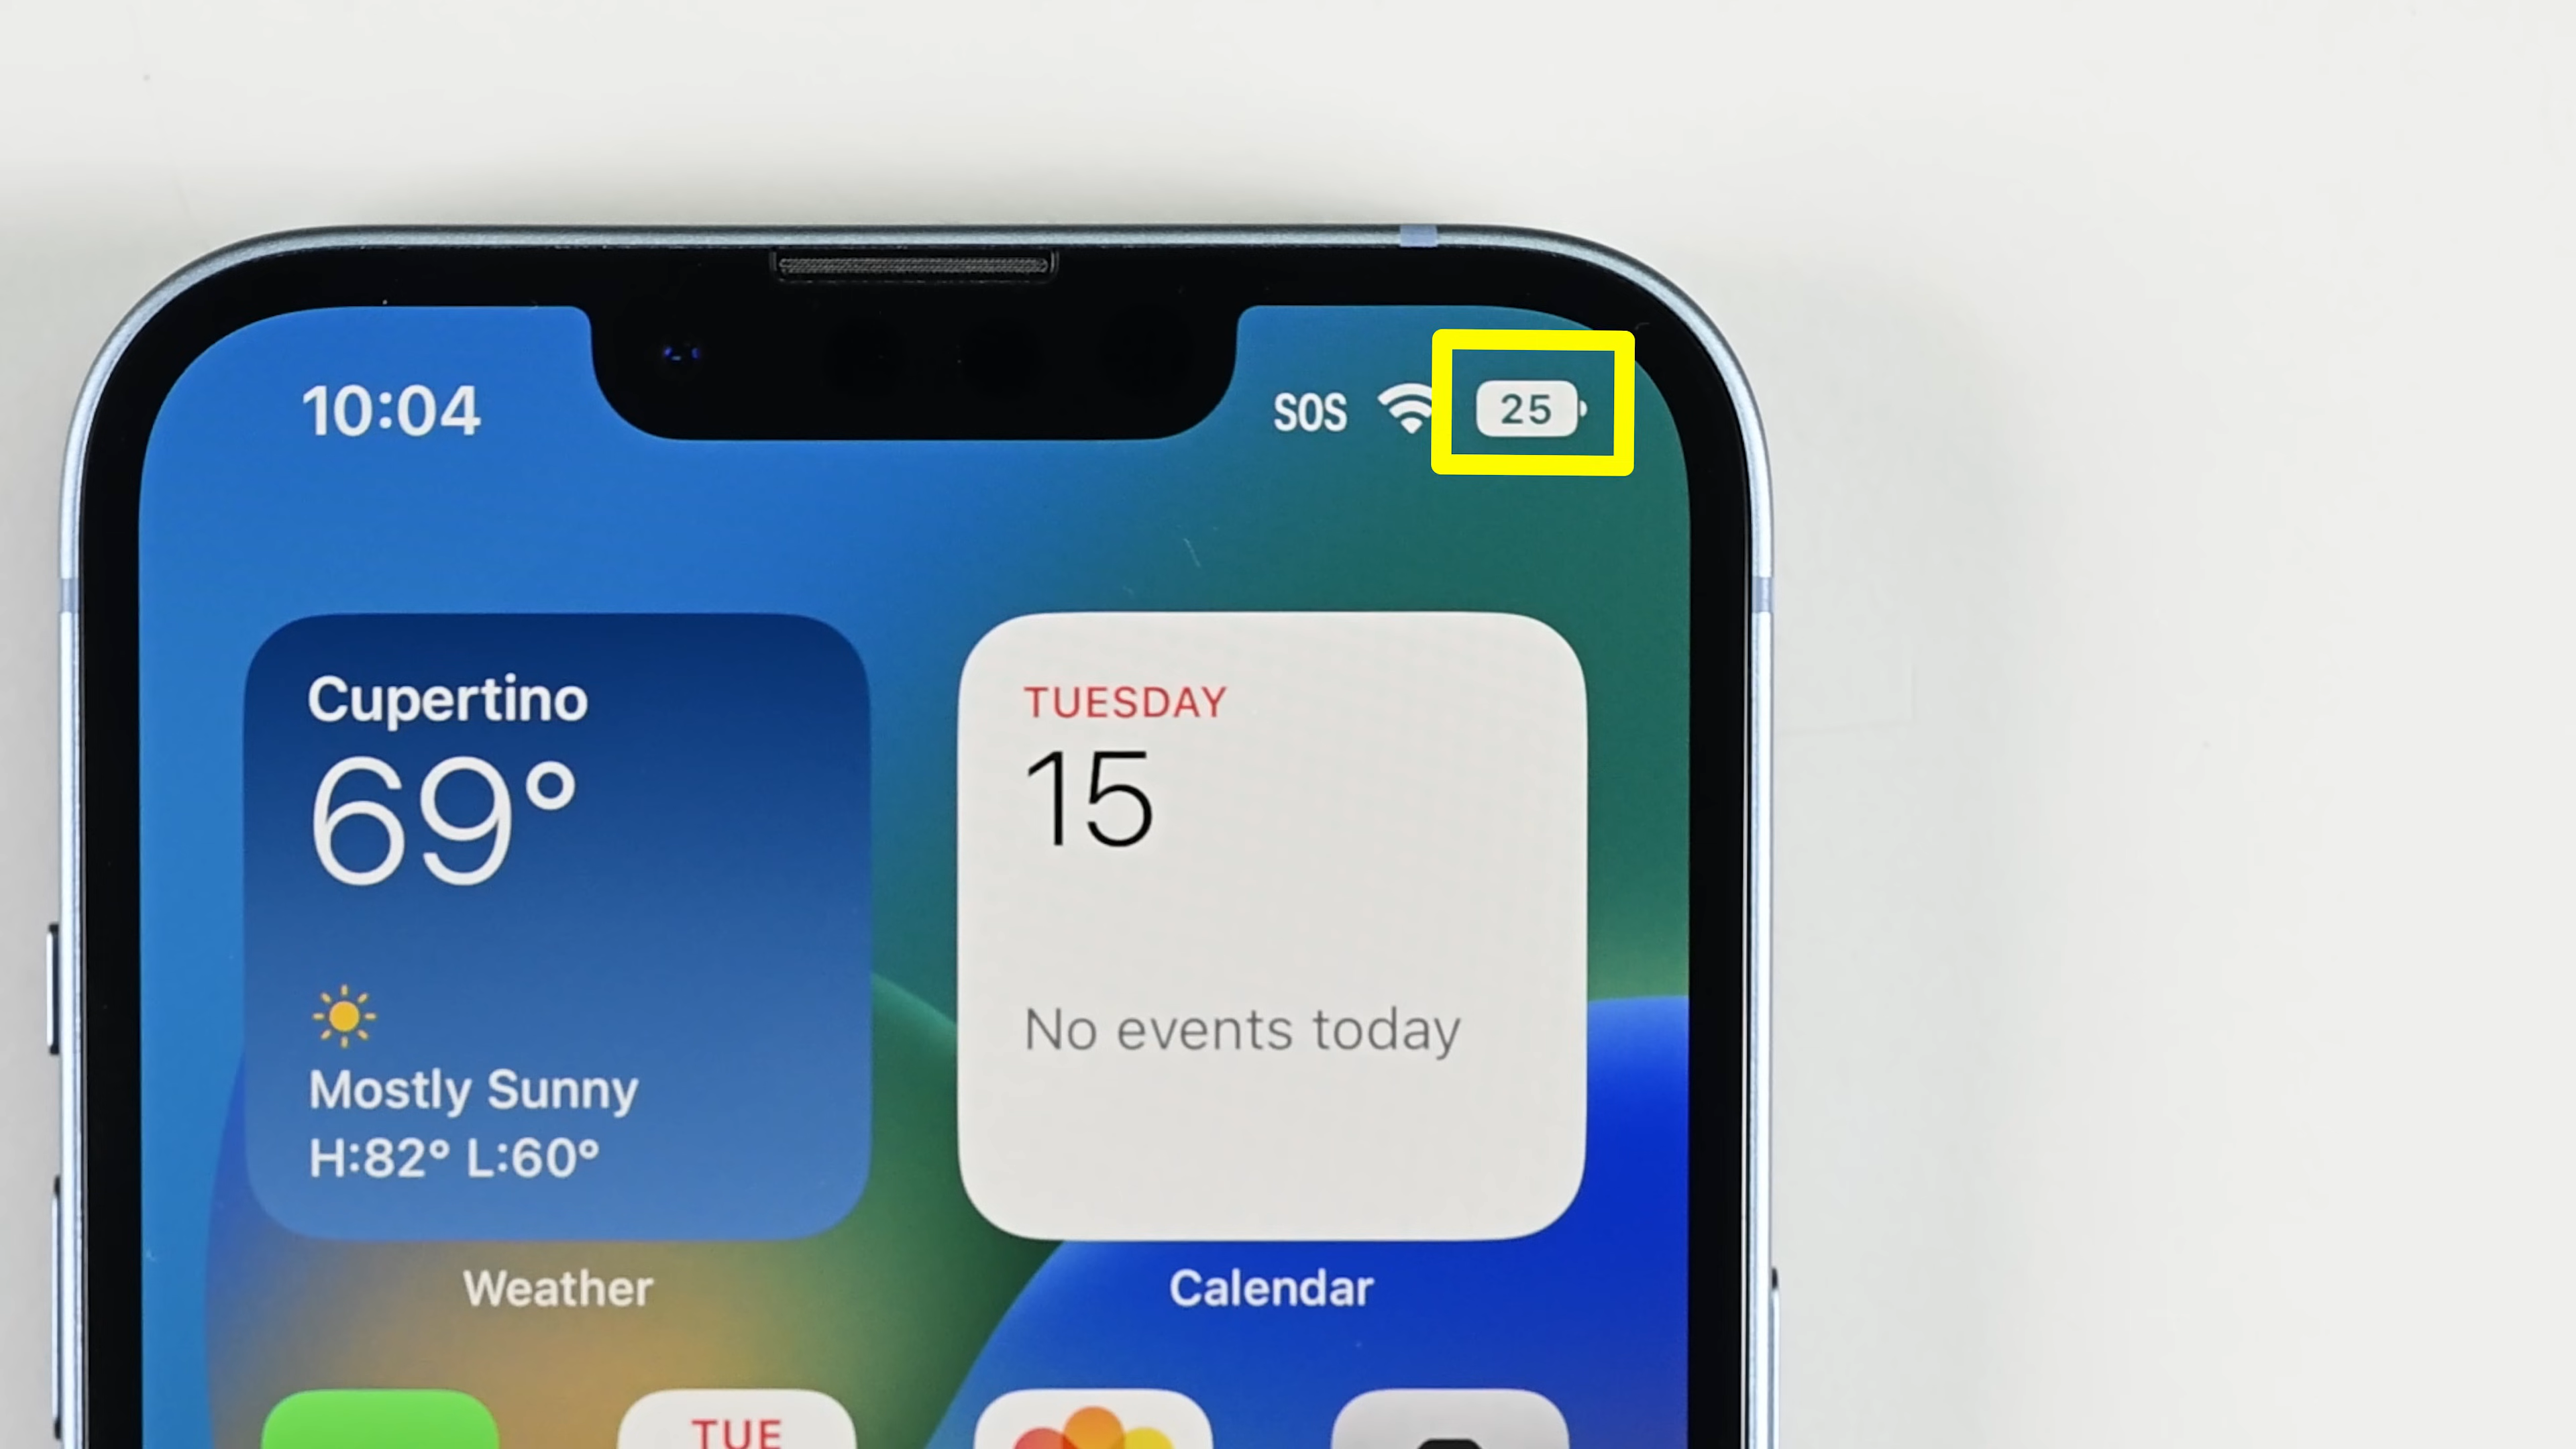 10:04
SOS
25
Cupertino
69°
Mostly Sunny
H:82° L:60°
Weather
TUESDAY
15
No events today
Calendar
TUE